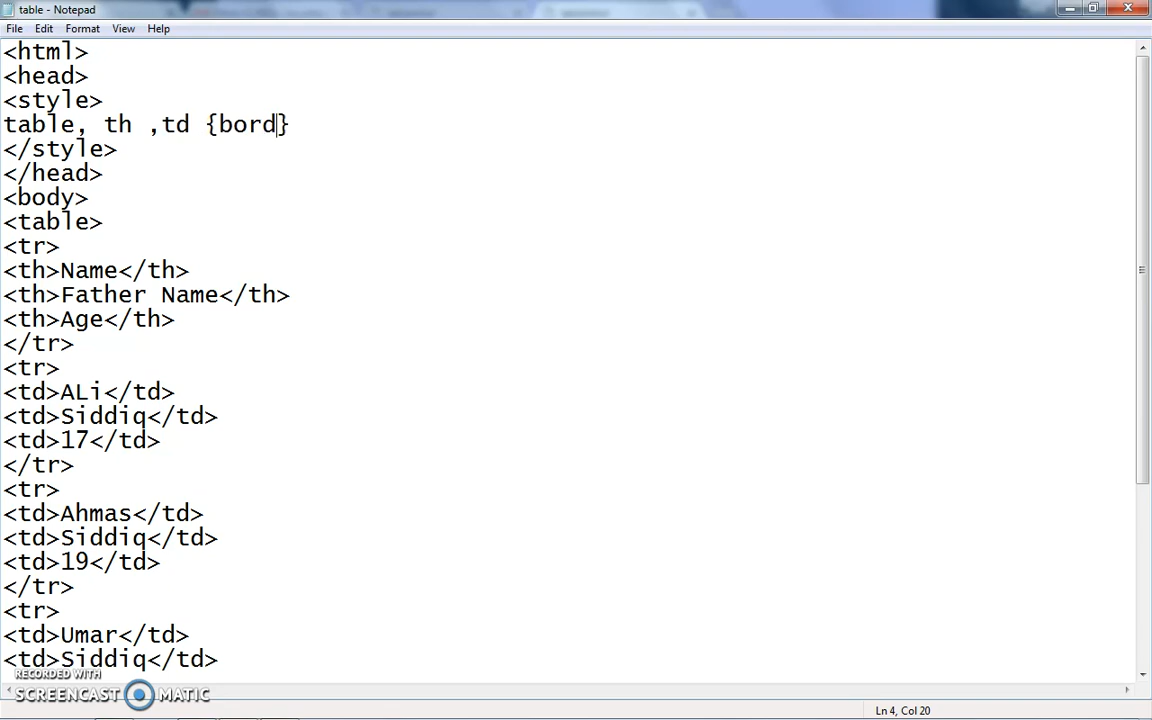 table - Notepad
File Edit Format View Help
<html>
<head>
<style>
table, th ,td {bord}
</style>
</head>
<body>
<table>
<tr>
<th>Name</th>
<th>Father Name</th>
<th>Age</th>
</tr>
<tr>
<td>ALi</td>
<td>Siddiq</td>
<td>17</td>
</tr>
<tr>
<td>Ahmas</td>
<td>Siddiq</td>
<td>19</td>
</tr>
<tr>
<td>Umar</td>
<td>Siddiq</td>
RECORDED WITH
SCREENCAST MATIC
Ln 4, Col 20